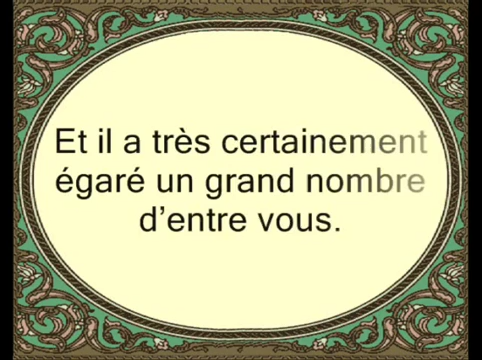 Et il a très certainement
égaré un grand nombre
d’entre vous.